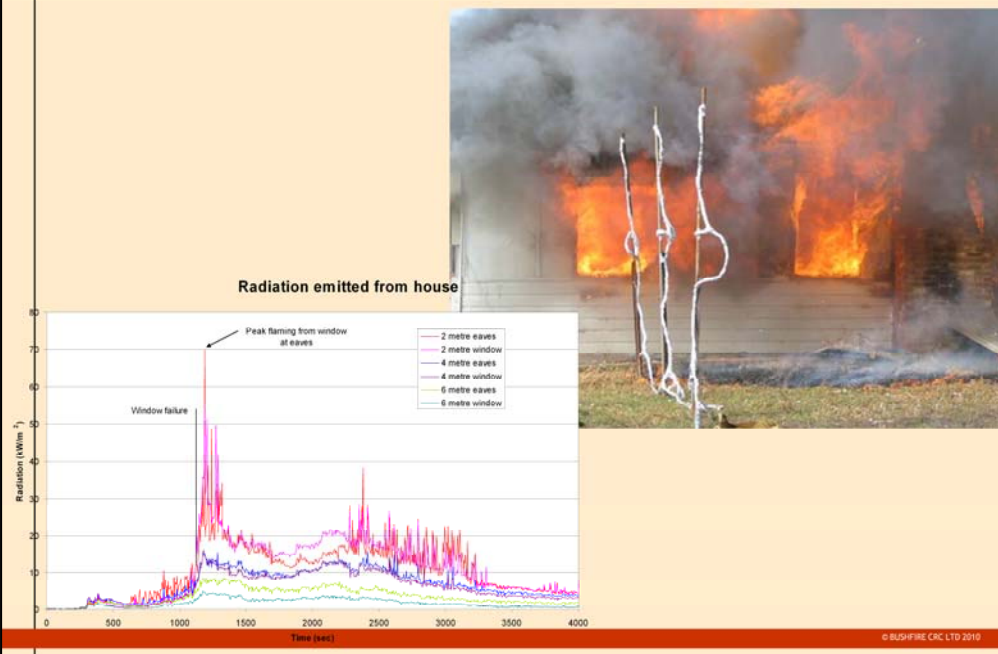 Radiation emitted from house
80
70
60
50
40
30
20
10
0
Radiation (kW/m ²)
Peak flaming from window
at eaves
Window failure
2 metre eaves
2 metre window
4 metre eaves
4 metre window
6 metre eaves
6 metre window
0 500 1000 1500 2000 2500 3000 3500 4000
Time (sec)
© BUSHFIRE CRC LTD 2010